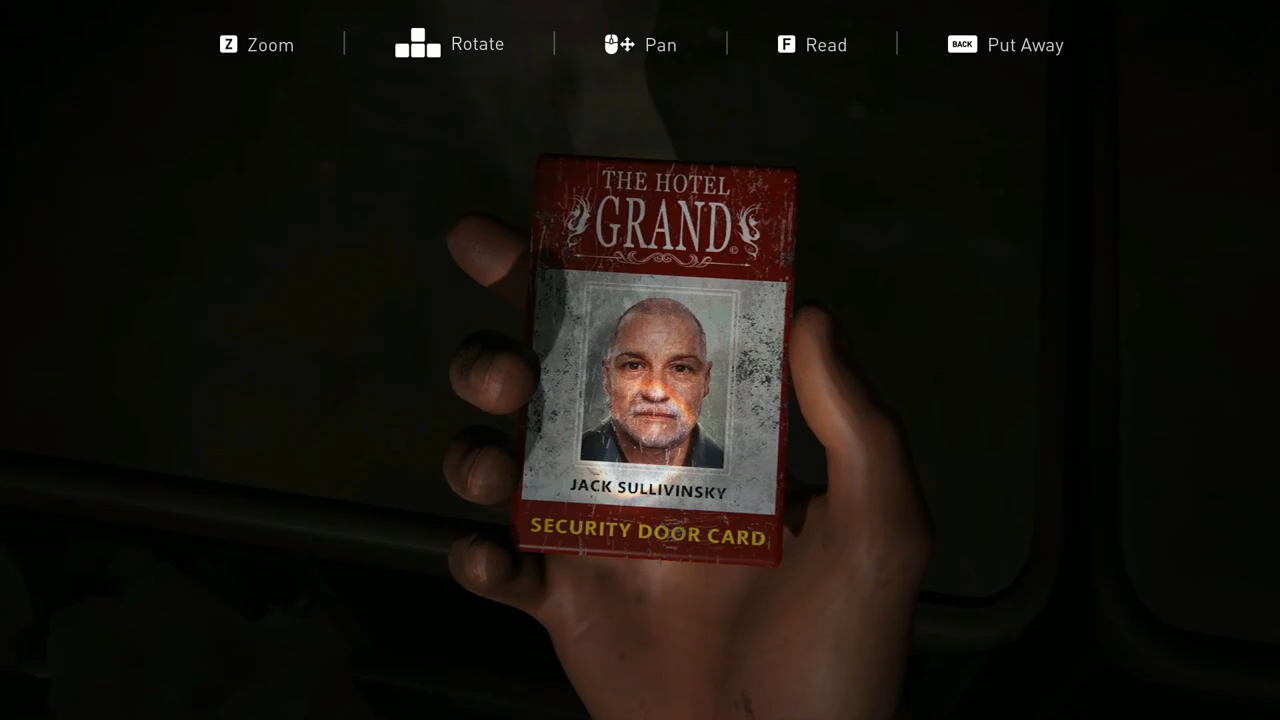 Z Zoom
Rotate
Pan
F Read
BACK Put Away
THE HOTEL
GRAND©
JACK SULLIVINSKY
SECURITY DOOR CARD